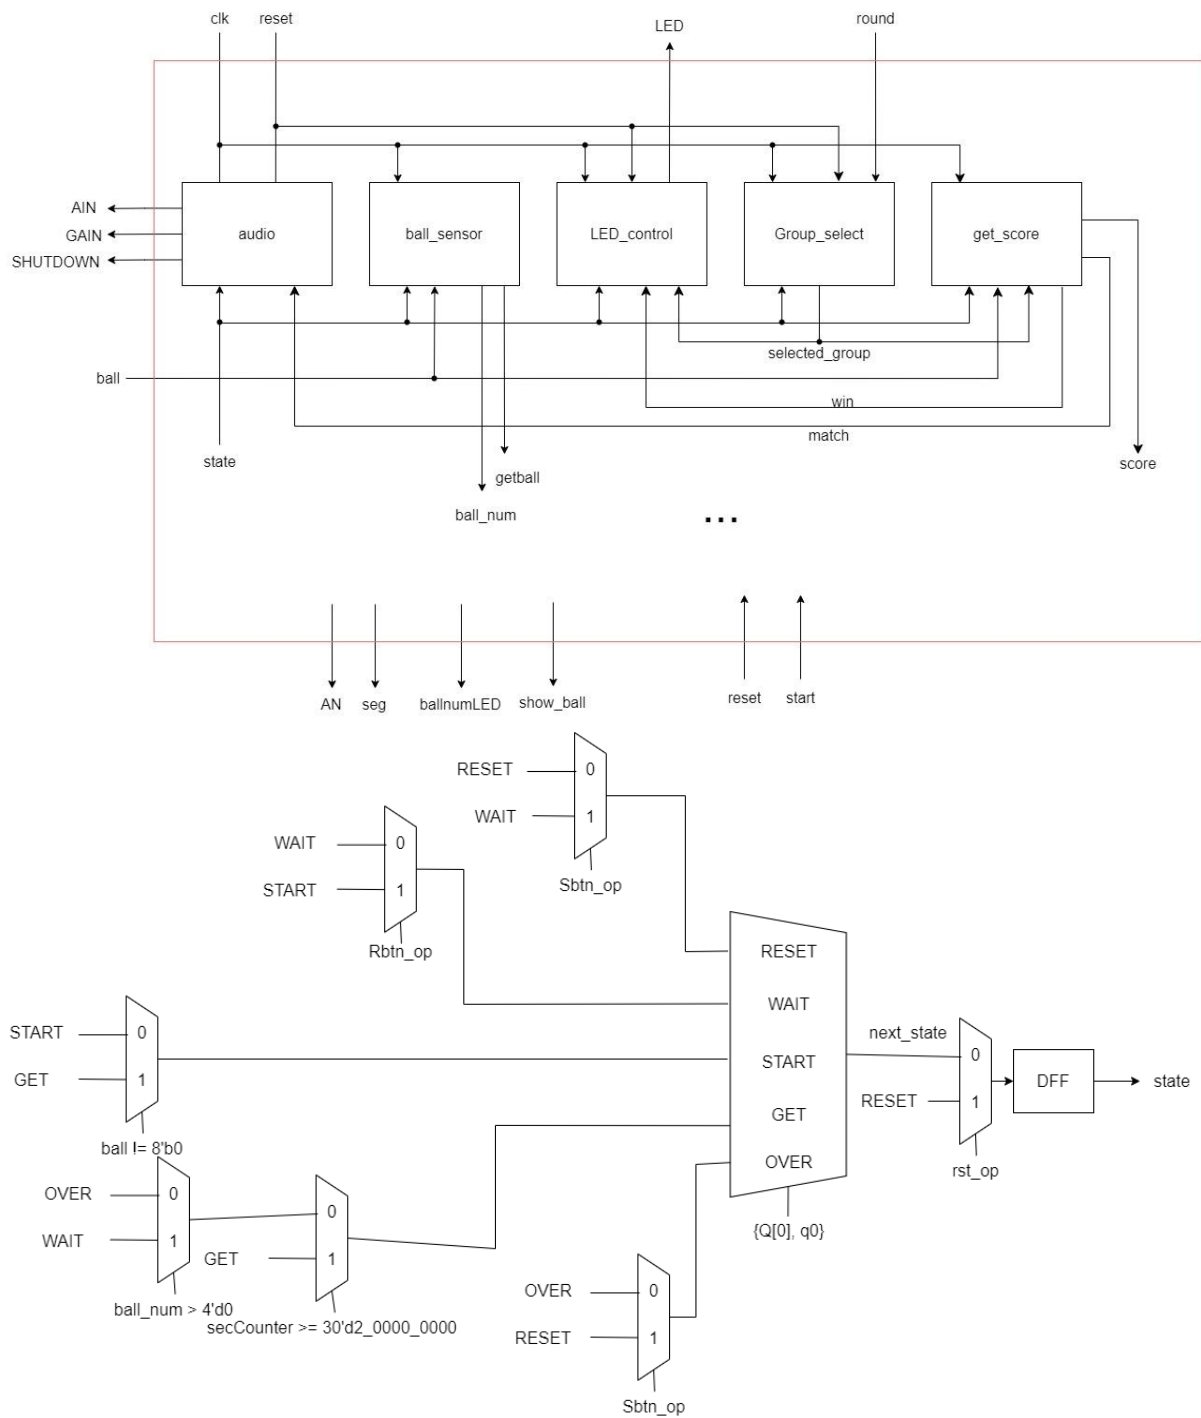 clk
reset
LED
round
AIN
GAIN
SHUTDOWN
audio
ball_sensor
LED_control
Group_select
get_score
selected_group
ball
win
match
state
getball
ball_num
score
...
AN
seg
ballnumLED
show_ball
reset
start
RESET
0
WAIT
1
Sbtn_op
WAIT
0
START
1
Rbtn_op
START
0
GET
1
ball != 8'b0
OVER
0
WAIT
1
ball_num > 4'd0
0
GET
1
secCounter >= 30'd2_0000_0000
OVER
0
RESET
1
Sbtn_op
RESET
WAIT
START
GET
OVER
{Q[0], q0}
next_state
0
RESET
1
rst_op
DFF
state